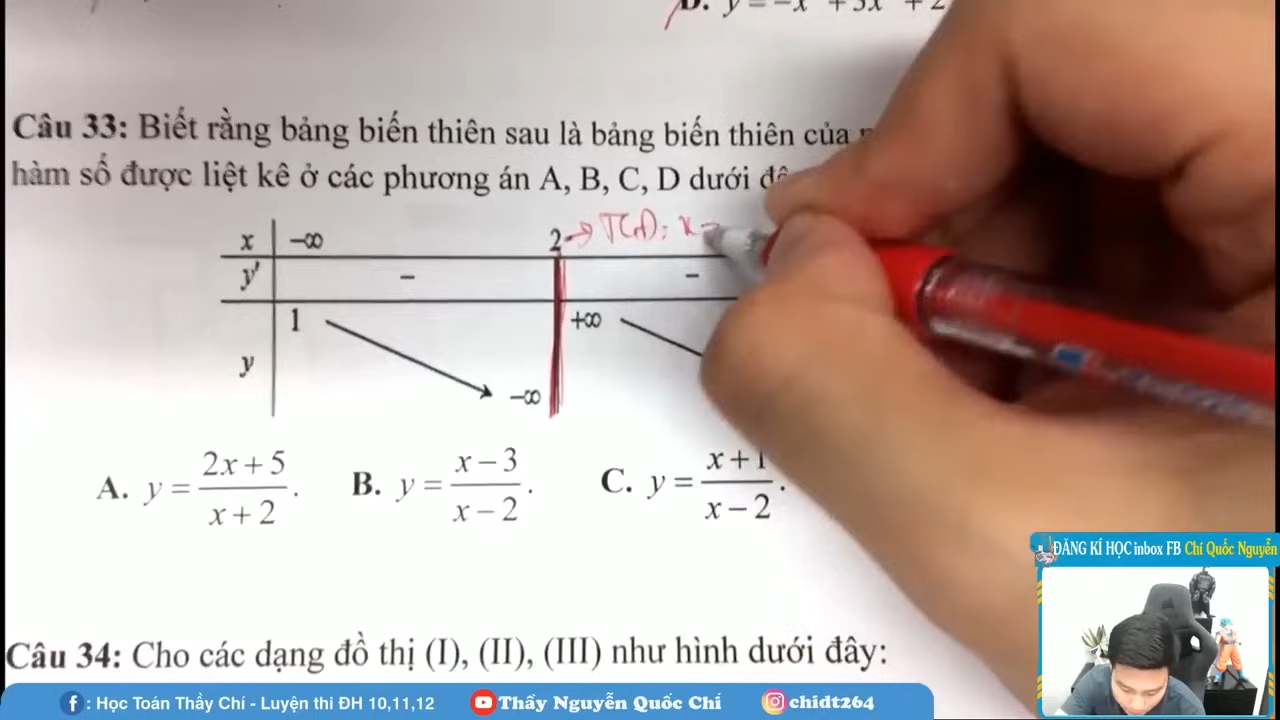 D. y = −x + 3x + 2
Câu 33: Biết rằng bảng biến thiên sau là bảng biến thiên của
hàm số được liệt kê ở các phương án A, B, C, D dưới
x −∞ 2 → TCĐ: x =
y' − −
1 +∞
y
−∞
A. y = (2x + 5)/(x + 2). B. y = (x − 3)/(x − 2). C. y = (x + 1)/(x − 2).
ĐĂNG KÍ HỌC inbox FB Chí Quốc Nguyễn
Câu 34: Cho các dạng đồ thị (I), (II), (III) như hình dưới đây:
f : Học Toán Thầy Chí - Luyện thi ĐH 10,11,12 Thầy Nguyễn Quốc Chí chidt264